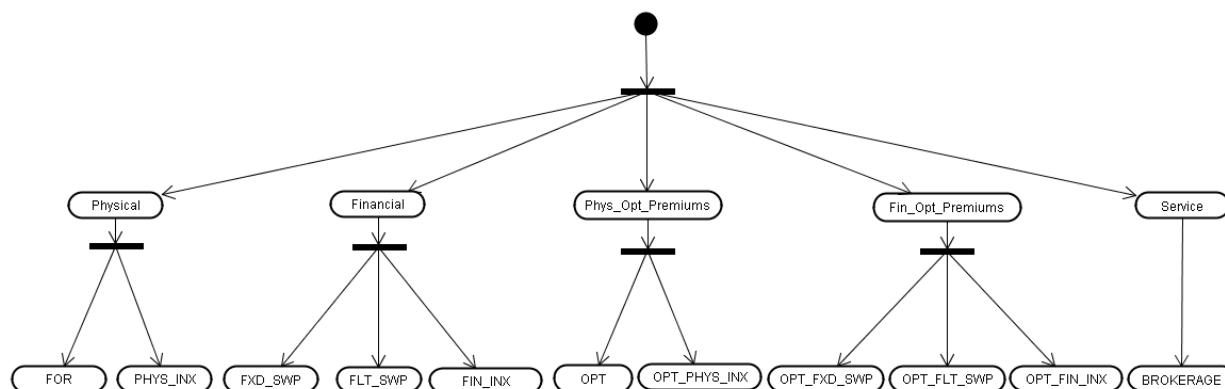 Physical
Financial
Phys_Opt_Premiums
Fin_Opt_Premiums
Service
FOR
PHYS_INX
FXD_SWP
FLT_SWP
FIN_INX
OPT
OPT_PHYS_INX
OPT_FXD_SWP
OPT_FLT_SWP
OPT_FIN_INX
BROKERAGE